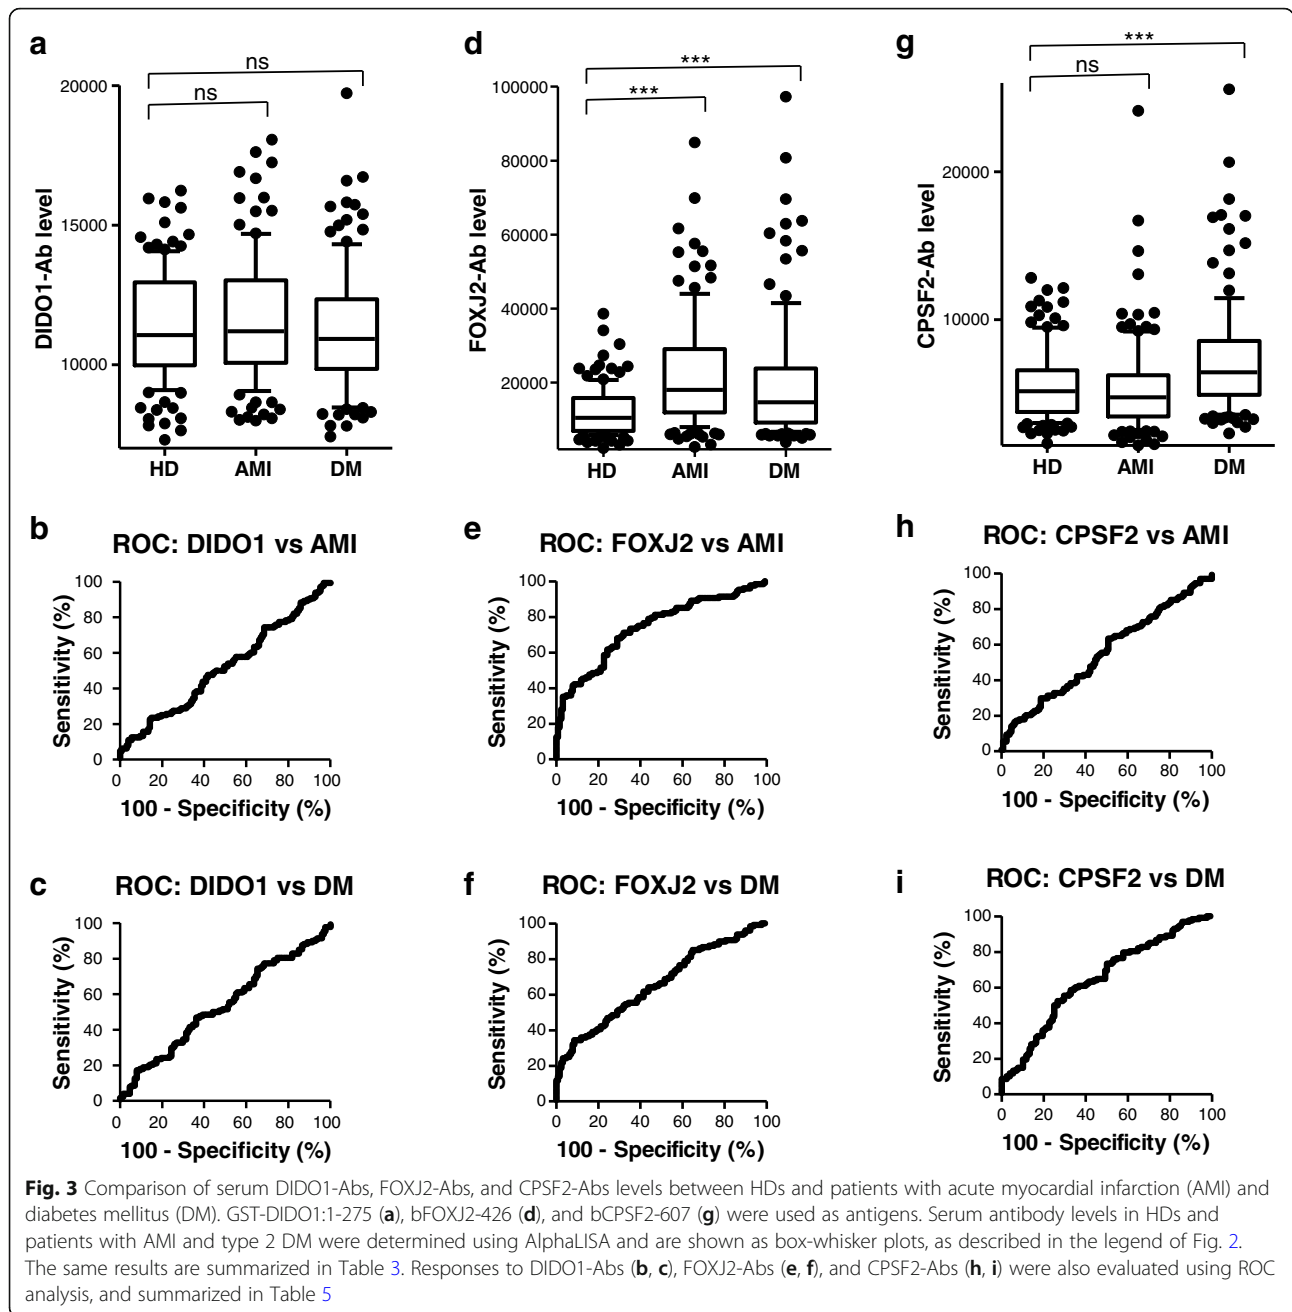 a
ns
ns
20000
15000
10000
DIDO1-Ab level
HD AMI DM
d
***
***
100000
80000
60000
40000
20000
FOXJ2-Ab level
HD AMI DM
g
***
ns
20000
10000
CPSF2-Ab level
HD AMI DM
b
ROC: DIDO1 vs AMI
100
80
60
40
20
0
Sensitivity (%)
0 20 40 60 80 100
100 - Specificity (%)
e
ROC: FOXJ2 vs AMI
100
80
60
40
20
0
Sensitivity (%)
0 20 40 60 80 100
100 - Specificity (%)
h
ROC: CPSF2 vs AMI
100
80
60
40
20
0
Sensitivity (%)
0 20 40 60 80 100
100 - Specificity (%)
c
ROC: DIDO1 vs DM
100
80
60
40
20
0
Sensitivity (%)
0 20 40 60 80 100
100 - Specificity (%)
f
ROC: FOXJ2 vs DM
100
80
60
40
20
0
Sensitivity (%)
0 20 40 60 80 100
100 - Specificity (%)
i
ROC: CPSF2 vs DM
100
80
60
40
20
0
Sensitivity (%)
0 20 40 60 80 100
100 - Specificity (%)
Fig. 3 Comparison of serum DIDO1-Abs, FOXJ2-Abs, and CPSF2-Abs levels between HDs and patients with acute myocardial infarction (AMI) and
diabetes mellitus (DM). GST-DIDO1:1-275 (a), bFOXJ2-426 (d), and bCPSF2-607 (g) were used as antigens. Serum antibody levels in HDs and
patients with AMI and type 2 DM were determined using AlphaLISA and are shown as box-whisker plots, as described in the legend of Fig. 2.
The same results are summarized in Table 3. Responses to DIDO1-Abs (b, c), FOXJ2-Abs (e, f), and CPSF2-Abs (h, i) were also evaluated using ROC
analysis, and summarized in Table 5